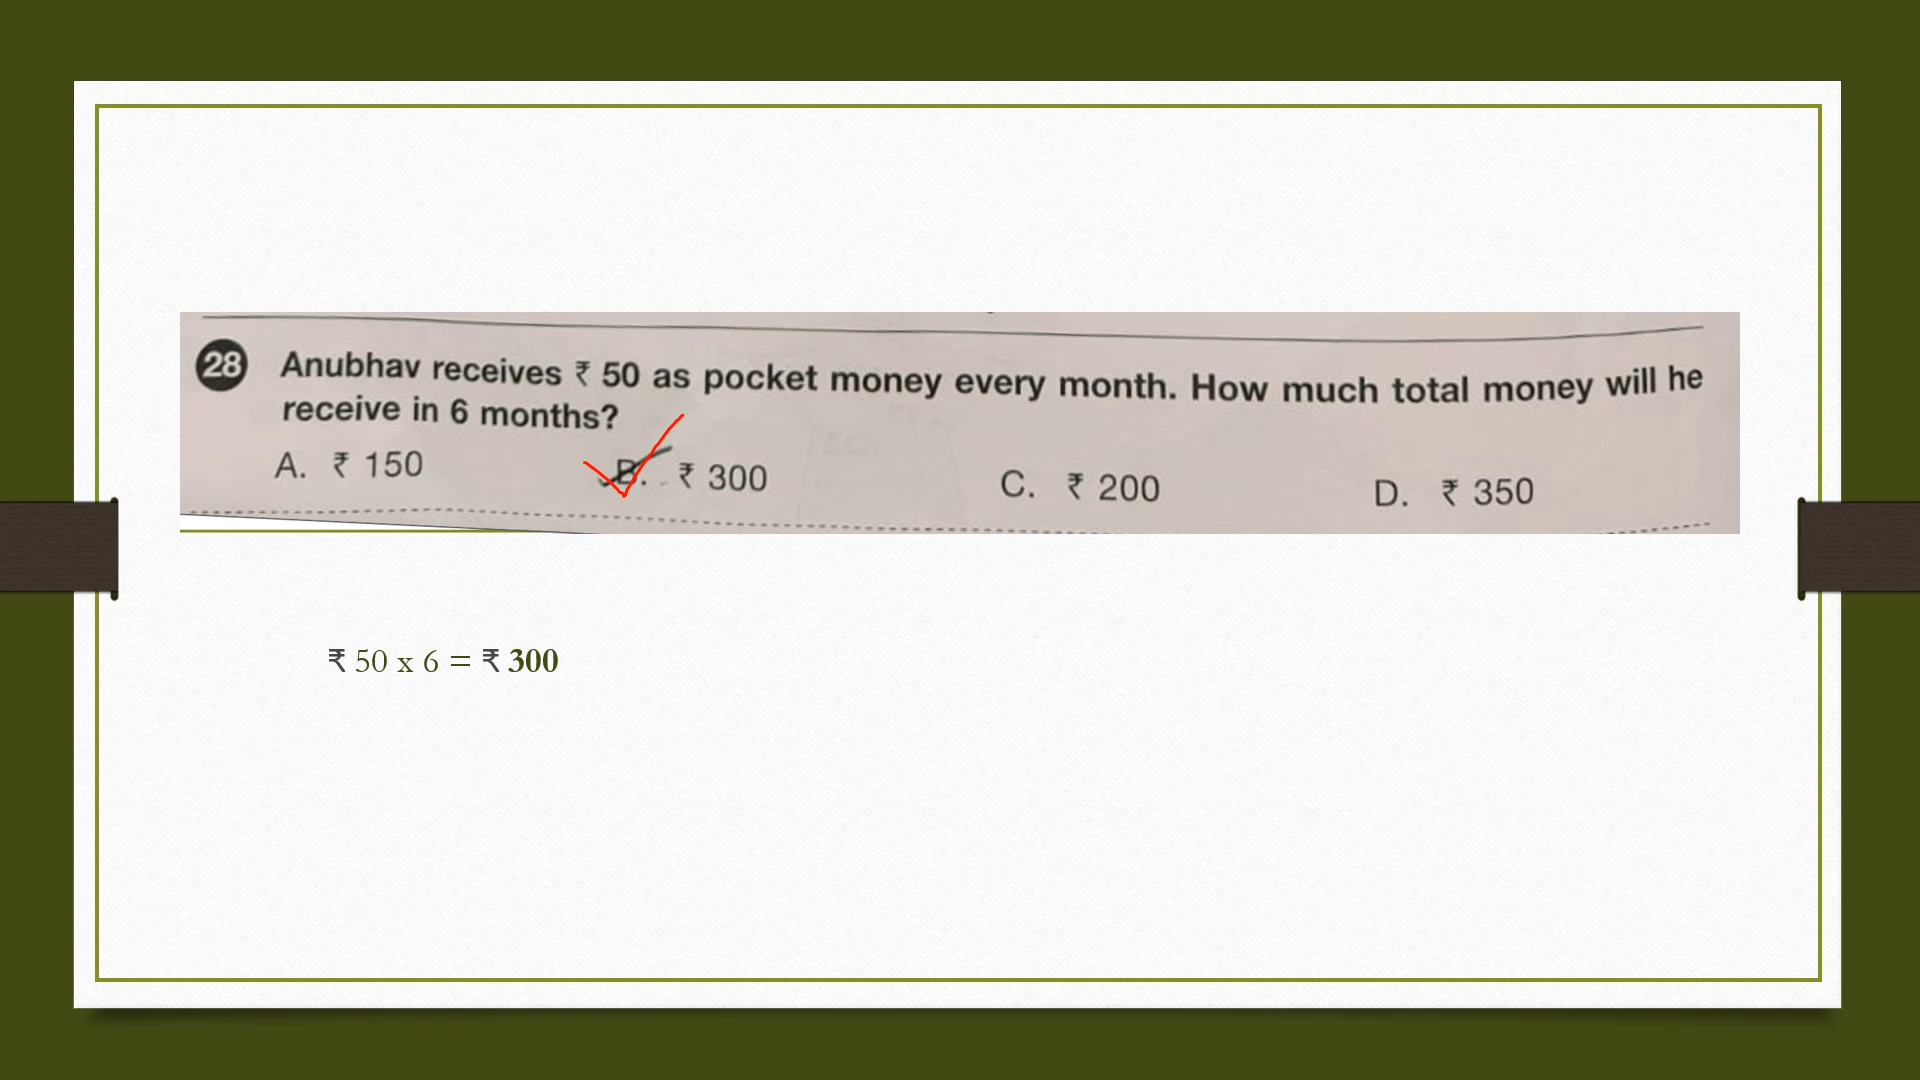 28 Anubhav receives ₹ 50 as pocket money every month. How much total money will he
receive in 6 months?
A. ₹ 150 B. ₹ 300 C. ₹ 200 D. ₹ 350
₹ 50 x 6 = ₹ 300